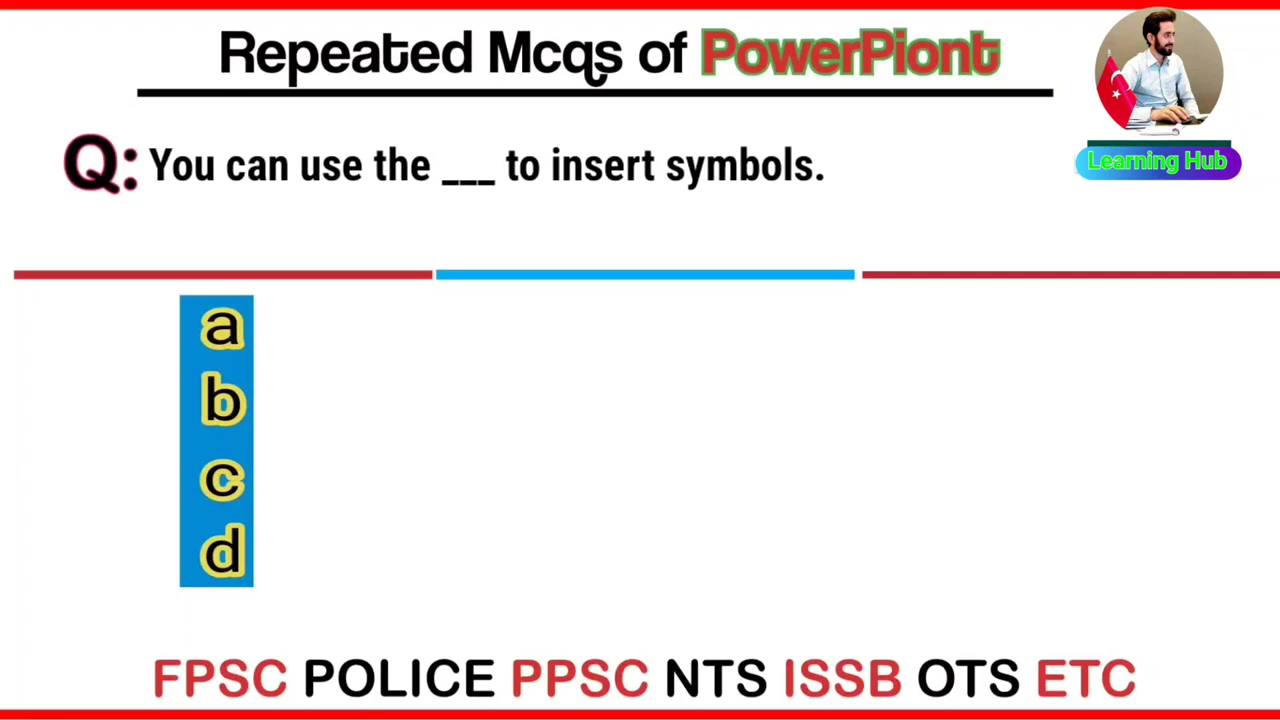 Repeated Mcqs of PowerPiont
Learning Hub
Q: You can use the ___ to insert symbols.
a
b
c
d
FPSC POLICE PPSC NTS ISSB OTS ETC